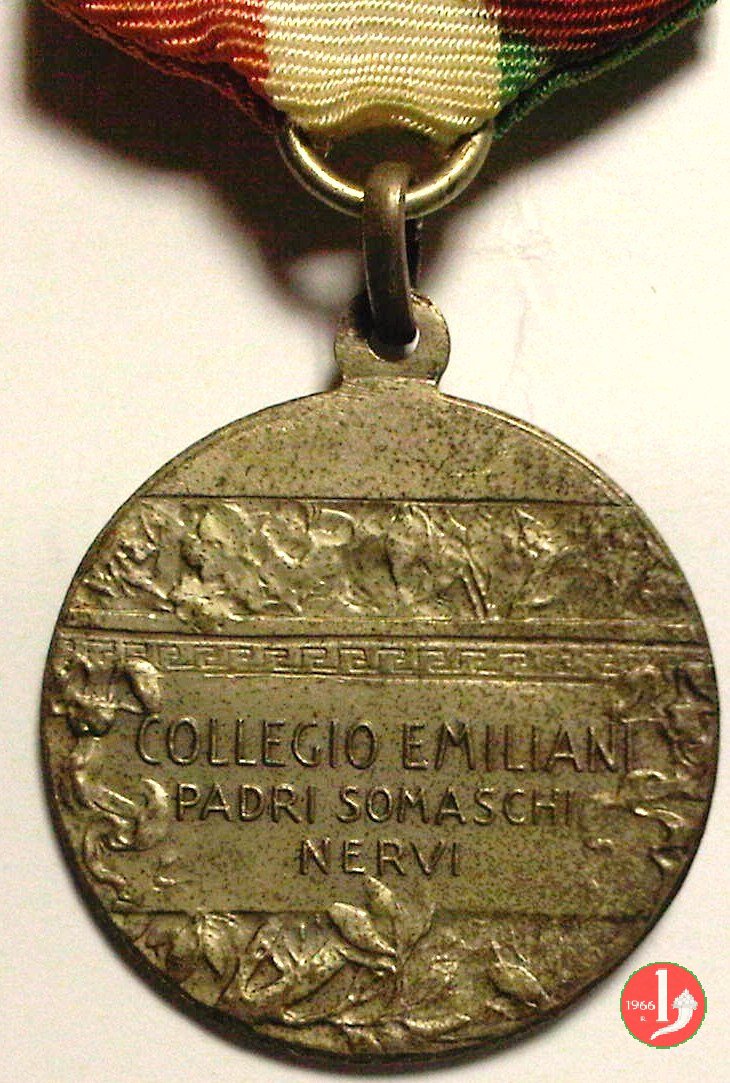 COLLEGIO EMILIANI
PADRI SOMASCHI
NERVI
1966
R.